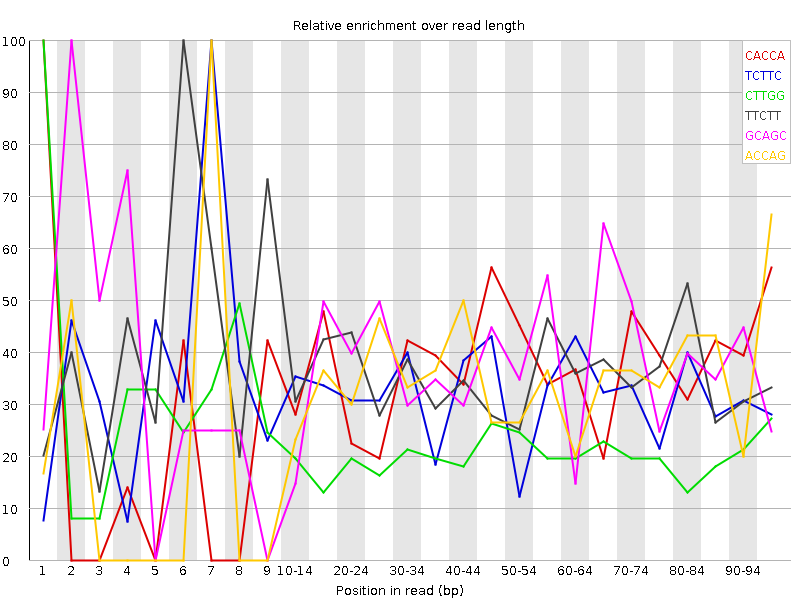 Relative enrichment over read length
100
90
80
70
60
50
40
30
20
10
0
CACCA
TCTTC
CTTGG
TTCTT
GCAGC
ACCAG
1 2 3 4 5 6 7 8 9 10-14 20-24 30-34 40-44 50-54 60-64 70-74 80-84 90-94
Position in read (bp)